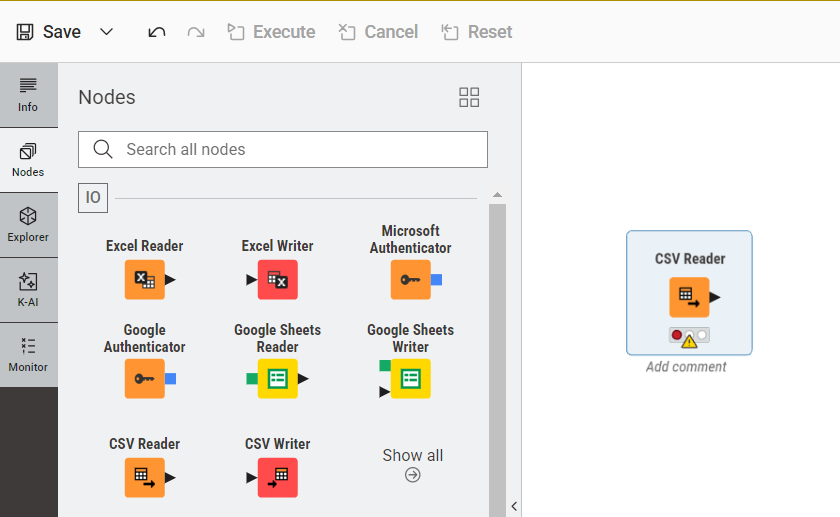 Save
Execute
Cancel
Reset
Info
Nodes
Explorer
K-AI
Monitor
Nodes
Search all nodes
IO
Excel Reader
Excel Writer
Microsoft
Authenticator
Google
Authenticator
Google Sheets
Reader
Google Sheets
Writer
CSV Reader
CSV Writer
Show all
CSV Reader
Add comment